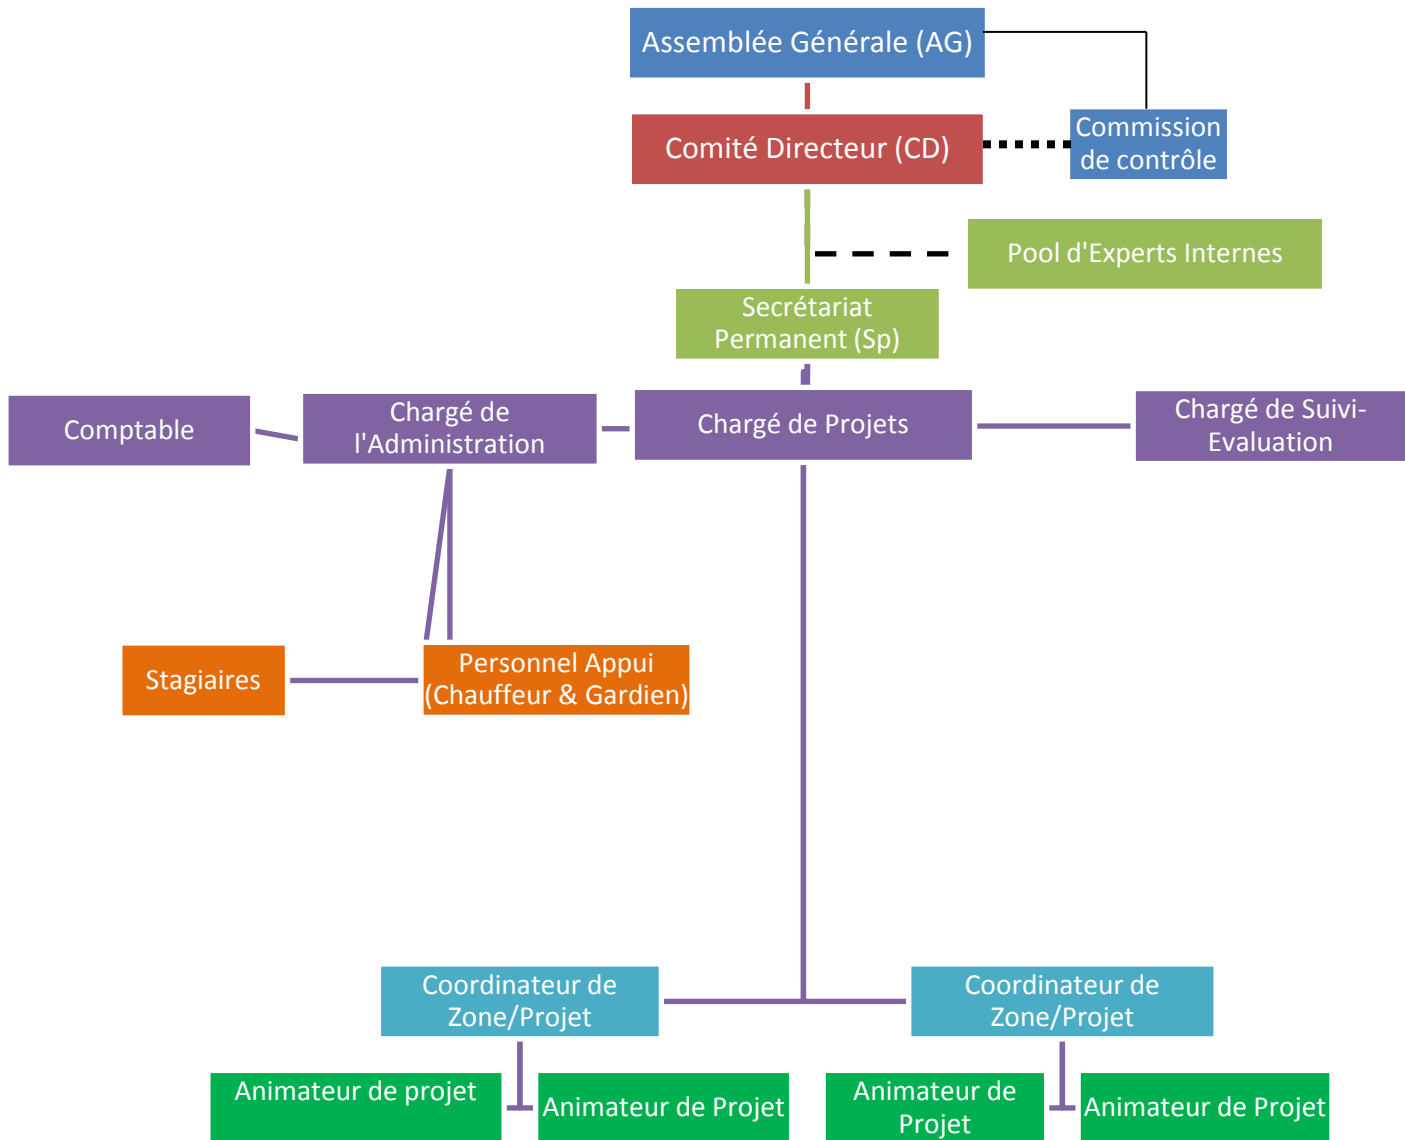 Assemblée Générale (AG)
Commission
de contrôle
Comité Directeur (CD)
Pool d'Experts Internes
Secrétariat
Permanent (Sp)
Comptable
Chargé de
l'Administration
Chargé de Projets
Chargé de Suivi-
Evaluation
Stagiaires
Personnel Appui
(Chauffeur & Gardien)
Coordinateur de
Zone/Projet
Coordinateur de
Zone/Projet
Animateur de projet
Animateur de Projet
Animateur de
Projet
Animateur de Projet